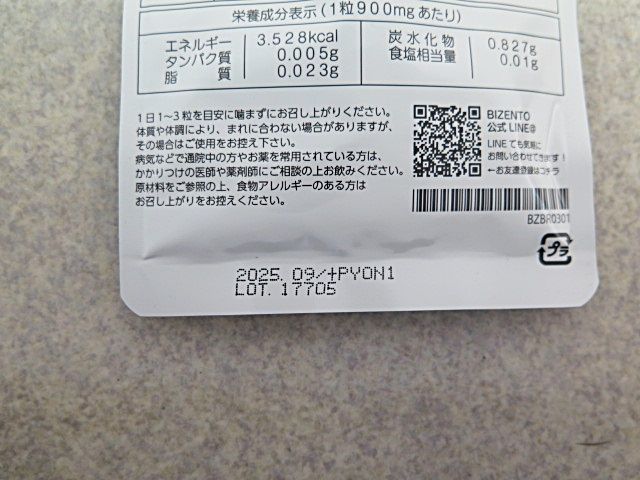 栄養成分表示(1粒900mgあたり)
エネルギー 3.528kcal
タンパク質 0.005g
脂 質 0.023g
炭水化物 0.827g
食塩相当量 0.01g
1日1〜3粒を目安に噛まずにお召し上がりください。
体質や体調により、まれに合わない場合がありますが、
その場合はご使用をお控え下さい。
病気などで通院中の方やお薬を常用されている方は、
かかりつけの医師や薬剤師にご相談の上お飲みください。
原材料をご参照の上、食物アレルギーのある方は
お召し上がりをお控えください。
BIZENTO
公式 LINE@
LINEでも気軽に
お問い合わせできます!
←お友達登録はコチラ
BZBR0301
プラ
2025. 09/+PYON1
LOT. 17705